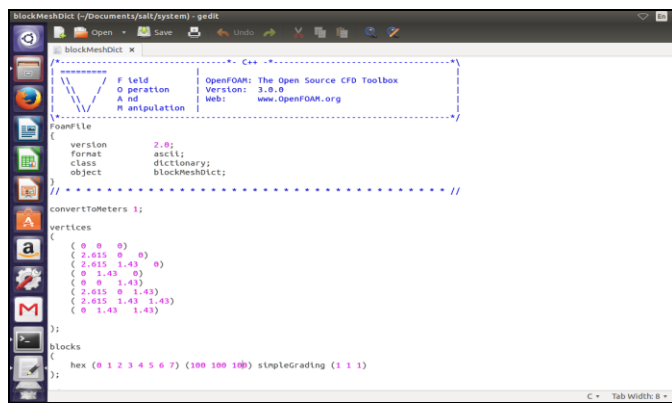 blockMeshDict (~/Documents/salt/system) - gedit
En
Open Save Undo
blockMeshDict ×
/*--------------------------------*- C++ -*----------------------------------*\
| ========= | |
| \\ / F ield | OpenFOAM: The Open Source CFD Toolbox |
| \\ / O peration | Version: 3.0.0 |
| \\ / A nd | Web: www.OpenFOAM.org |
| \\/ M anipulation | |
\*---------------------------------------------------------------------------*/
FoamFile
{
version 2.0;
format ascii;
class dictionary;
object blockMeshDict;
}
// * * * * * * * * * * * * * * * * * * * * * * * * * * * * * * * * * * * * * //
convertToMeters 1;
vertices
(
( 0 0 0)
( 2.615 0 0)
( 2.615 1.43 0)
( 0 1.43 0)
( 0 0 1.43)
( 2.615 0 1.43)
( 2.615 1.43 1.43)
( 0 1.43 1.43)
);
blocks
(
hex (0 1 2 3 4 5 6 7) (100 100 100) simpleGrading (1 1 1)
);
C Tab Width: 8